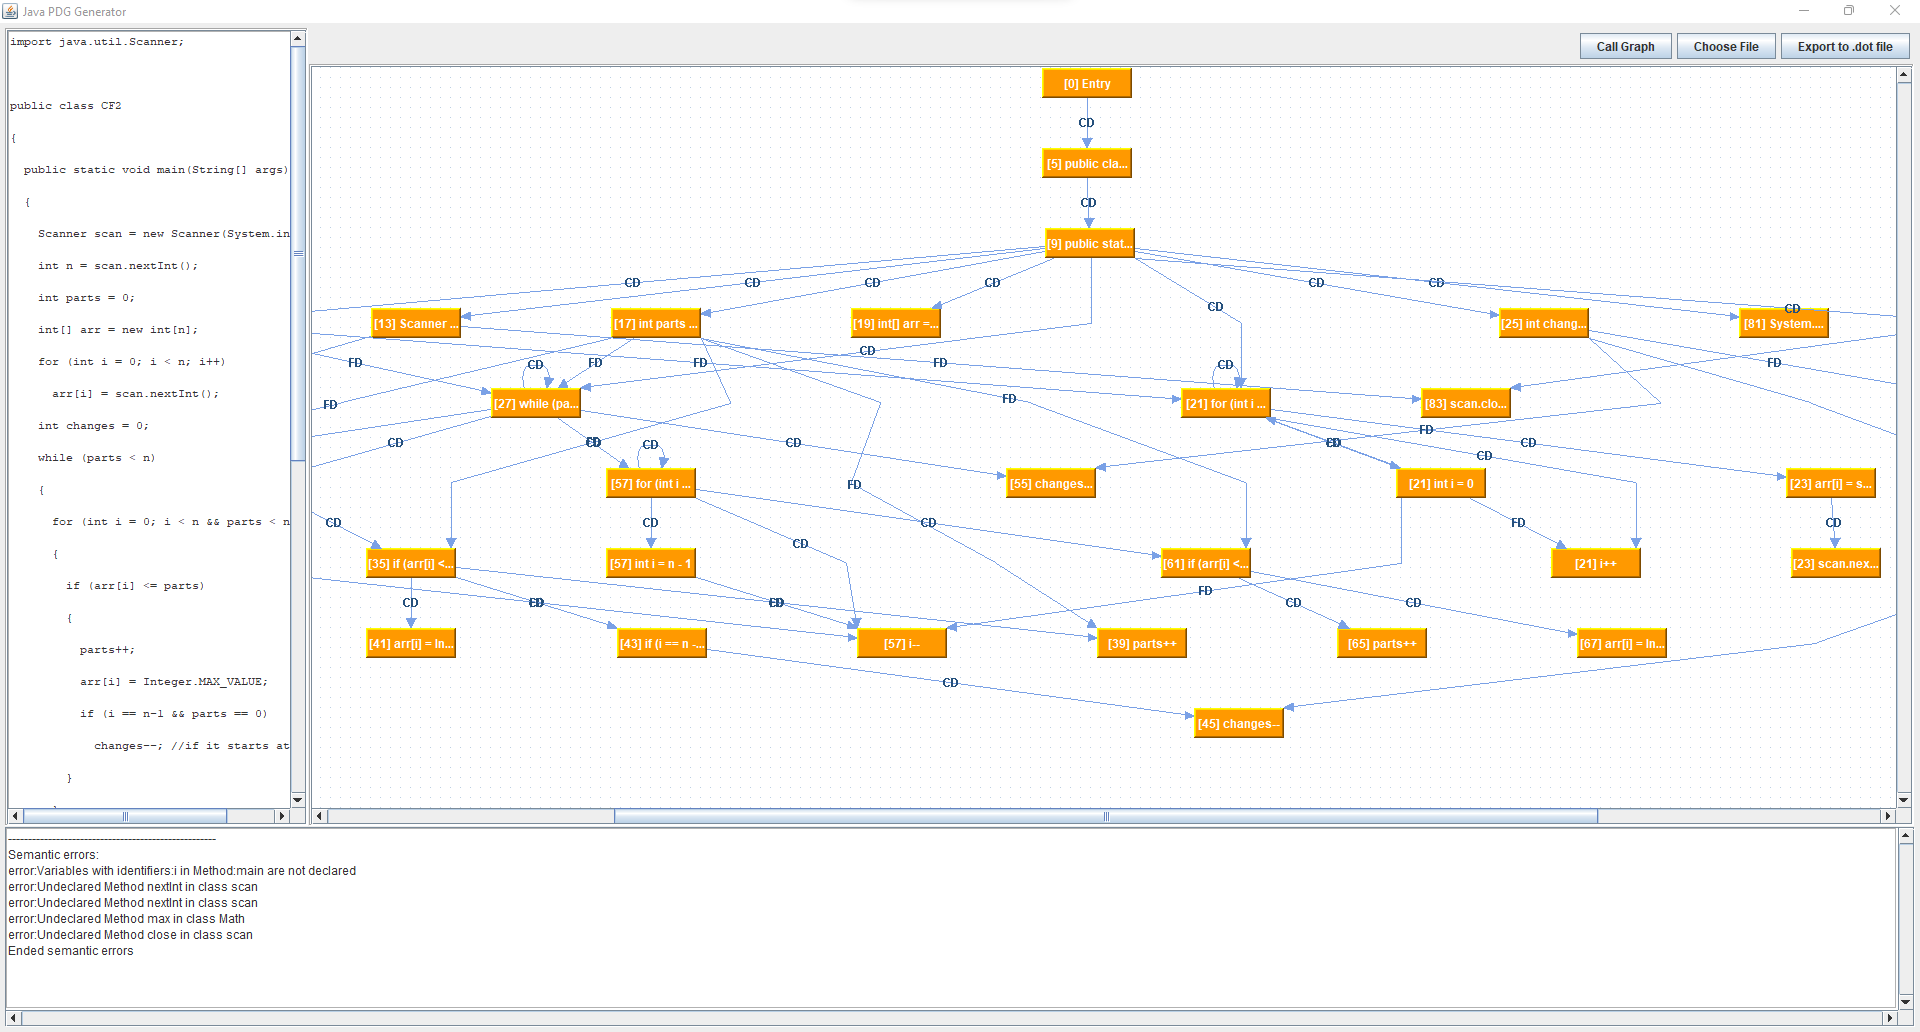 Java PDG Generator
Call Graph
Choose File
Export to .dot file
import java.util.Scanner;
public class CF2
{
public static void main(String[] args)
{
Scanner scan = new Scanner(System.in
int n = scan.nextInt();
int parts = 0;
int[] arr = new int[n];
for (int i = 0; i < n; i++)
arr[i] = scan.nextInt();
int changes = 0;
while (parts < n)
{
for (int i = 0; i < n && parts < n
{
if (arr[i] <= parts)
{
parts++;
arr[i] = Integer.MAX_VALUE;
if (i == n-1 && parts == 0)
changes--; //if it starts at
}
[0] Entry
CD
[5] public cla...
CD
[9] public stat...
CD CD CD CD CD CD CD CD
[13] Scanner ...
[17] int parts ...
[19] int[] arr =...
[25] int chang...
[81] System....
CD
FD CD FD FD FD CD FD
[27] while (pa...
[21] for (int i ...
[83] scan.clo...
FD FD FD
CD CD CD CD CD CD
[57] for (int i ...
[55] changes...
[21] int i = 0
[23] arr[i] = s...
FD
CD CD CD FD CD
[35] if (arr[i] <...
[57] int i = n - 1
CD
[61] if (arr[i] <...
[21] i++
[23] scan.nex...
FD
CD CD CD
[41] arr[i] = In...
[43] if (i == n -...
[57] i--
[39] parts++
[65] parts++
[67] arr[i] = In...
CD
[45] changes--
--------------------------------------------------
Semantic errors:
error:Variables with identifiers:i in Method:main are not declared
error:Undeclared Method nextInt in class scan
error:Undeclared Method nextInt in class scan
error:Undeclared Method max in class Math
error:Undeclared Method close in class scan
Ended semantic errors